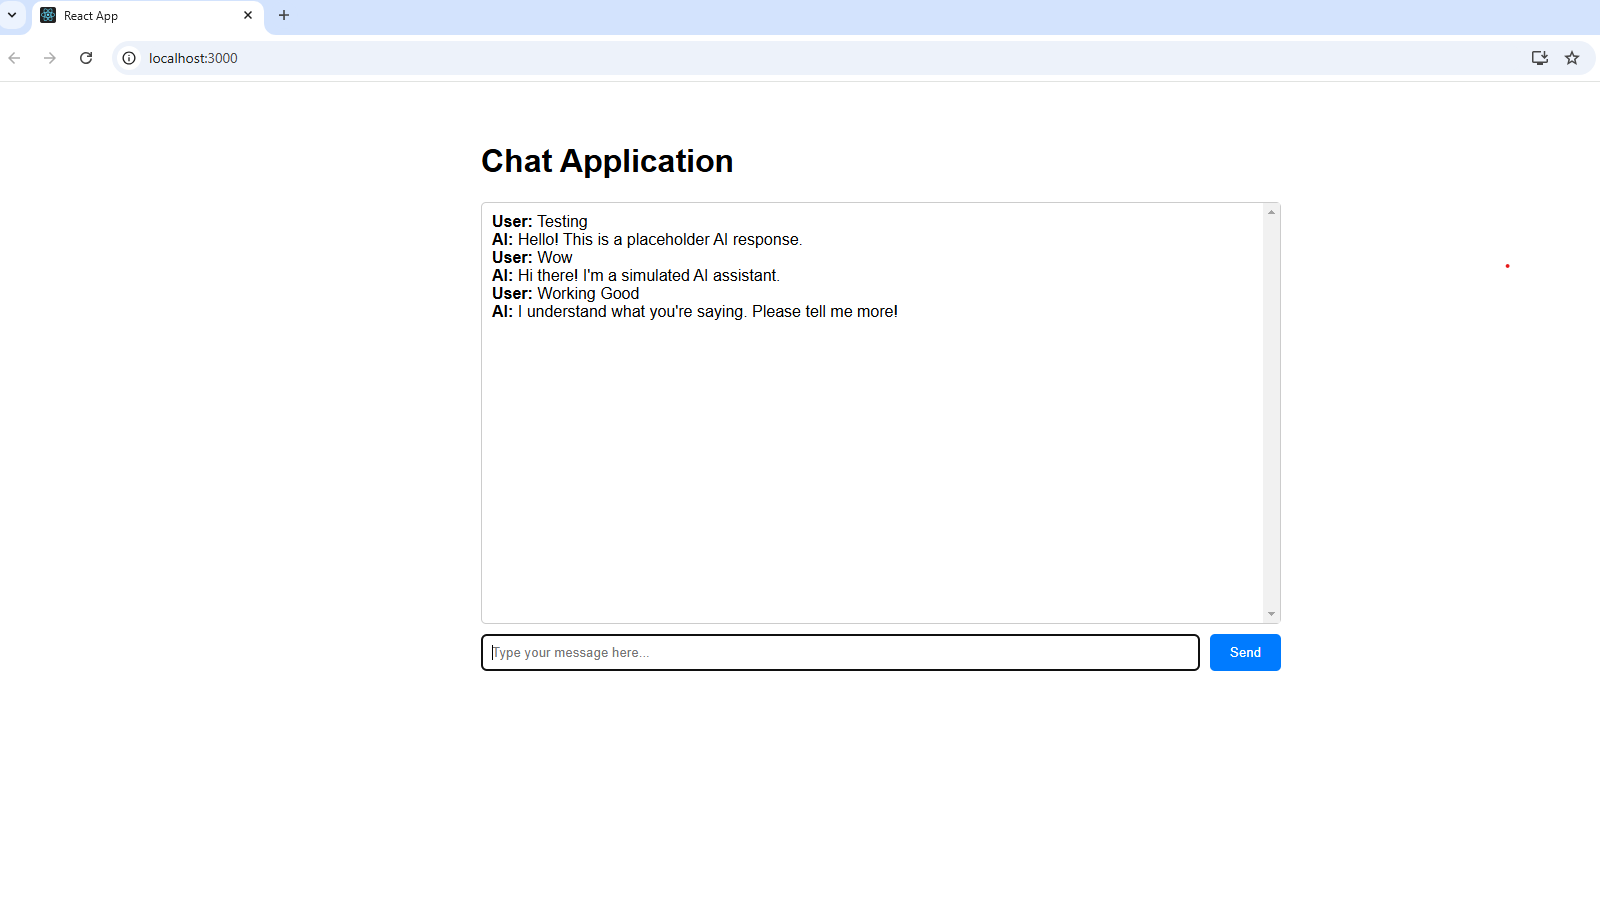 React App
localhost:3000
Chat Application
User: Testing
AI: Hello! This is a placeholder AI response.
User: Wow
AI: Hi there! I'm a simulated AI assistant.
User: Working Good
AI: I understand what you're saying. Please tell me more!
Type your message here...
Send